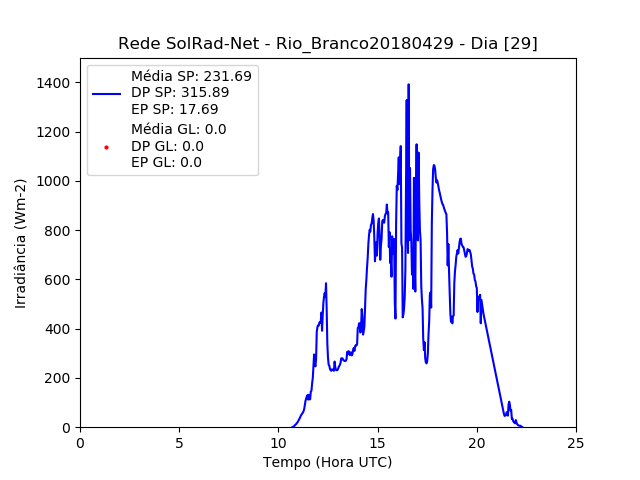 Rede SolRad-Net - Rio_Branco20180429 - Dia [29]
Média SP: 231.69
DP SP: 315.89
EP SP: 17.69
Média GL: 0.0
DP GL: 0.0
EP GL: 0.0
Irradiância (Wm-2)
1400
1200
1000
800
600
400
200
0
0 5 10 15 20 25
Tempo (Hora UTC)